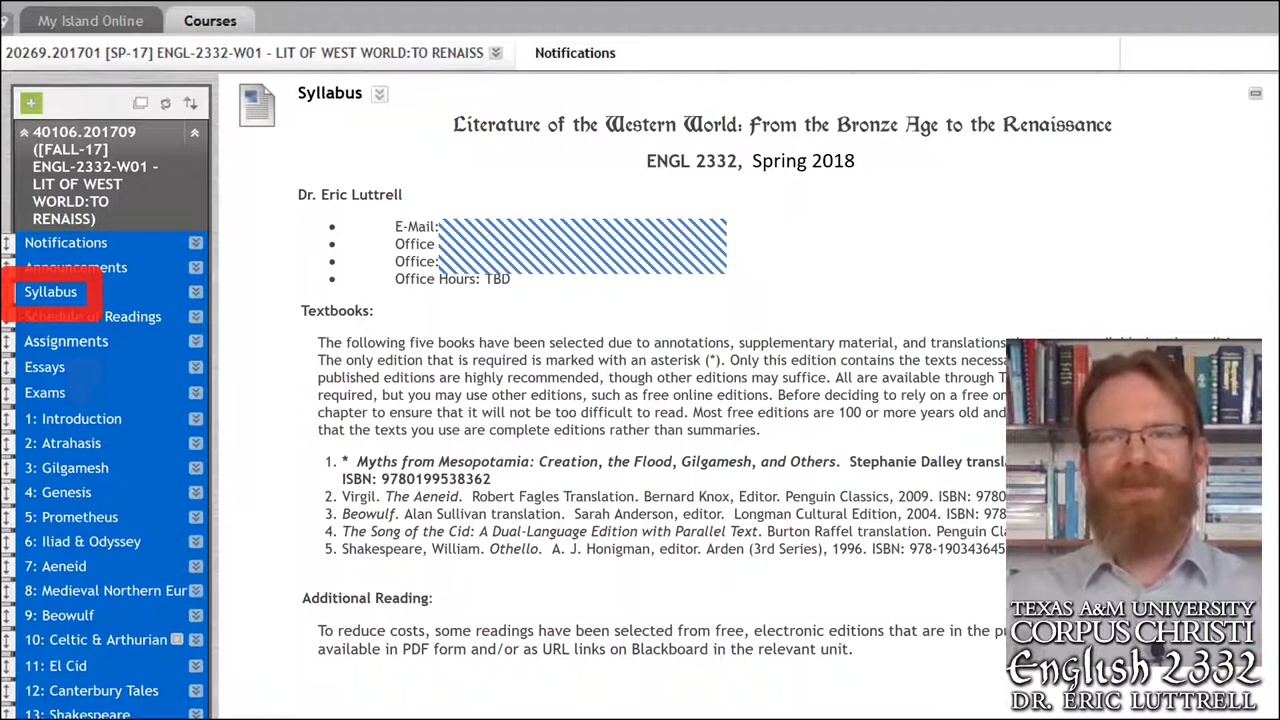 My Island Online
Courses
20269.201701 [SP-17] ENGL-2332-W01 - LIT OF WEST WORLD:TO RENAISS
Notifications
40106.201709
([FALL-17]
ENGL-2332-W01 -
LIT OF WEST
WORLD:TO
RENAISS)
Notifications
Announcements
Syllabus
Schedule of Readings
Assignments
Essays
Exams
1: Introduction
2: Atrahasis
3: Gilgamesh
4: Genesis
5: Prometheus
6: Iliad & Odyssey
7: Aeneid
8: Medieval Northern Eur
9: Beowulf
10: Celtic & Arthurian
11: El Cid
12: Canterbury Tales
13: Shakespeare
Syllabus
Literature of the Western World: From the Bronze Age to the Renaissance
ENGL 2332, Spring 2018
Dr. Eric Luttrell
• E-Mail:
• Office
• Office:
• Office Hours: TBD
Textbooks:
The following five books have been selected due to annotations, supplementary material, and translations
The only edition that is required is marked with an asterisk (*). Only this edition contains the texts necessa
published editions are highly recommended, though other editions may suffice. All are available through T
required, but you may use other editions, such as free online editions. Before deciding to rely on a free or
chapter to ensure that it will not be too difficult to read. Most free editions are 100 or more years old and
that the texts you use are complete editions rather than summaries.
1. * Myths from Mesopotamia: Creation, the Flood, Gilgamesh, and Others. Stephanie Dalley transl
ISBN: 9780199538362
2. Virgil. The Aeneid. Robert Fagles Translation. Bernard Knox, Editor. Penguin Classics, 2009. ISBN: 9780
3. Beowulf. Alan Sullivan translation. Sarah Anderson, editor. Longman Cultural Edition, 2004. ISBN: 978
4. The Song of the Cid: A Dual-Language Edition with Parallel Text. Burton Raffel translation. Penguin Cl
5. Shakespeare, William. Othello. A. J. Honigman, editor. Arden (3rd Series), 1996. ISBN: 978-190343645
Additional Reading:
To reduce costs, some readings have been selected from free, electronic editions that are in the pu
available in PDF form and/or as URL links on Blackboard in the relevant unit.
TEXAS A&M UNIVERSITY
CORPUS CHRISTI
English 2332
DR. ERIC LUTTRELL